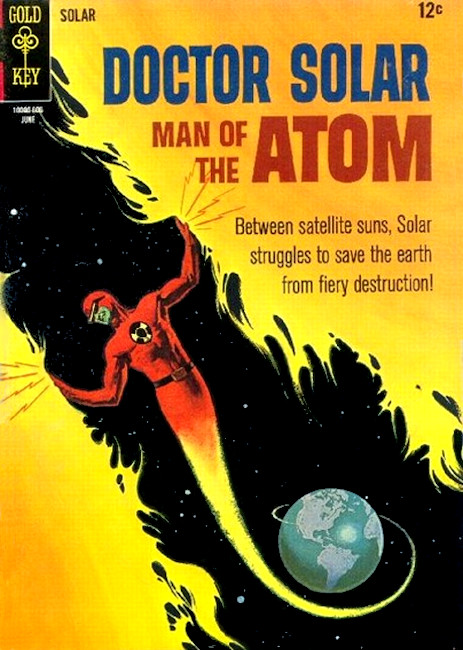 GOLD
KEY
SOLAR
12c
JUNE
DOCTOR SOLAR
MAN OF
THE ATOM
Between satellite suns, Solar
struggles to save the earth
from fiery destruction!